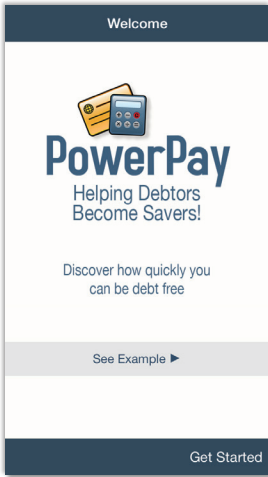 Welcome
PowerPay
Helping Debtors
Become Savers!
Discover how quickly you
can be debt free
See Example ►
Get Started